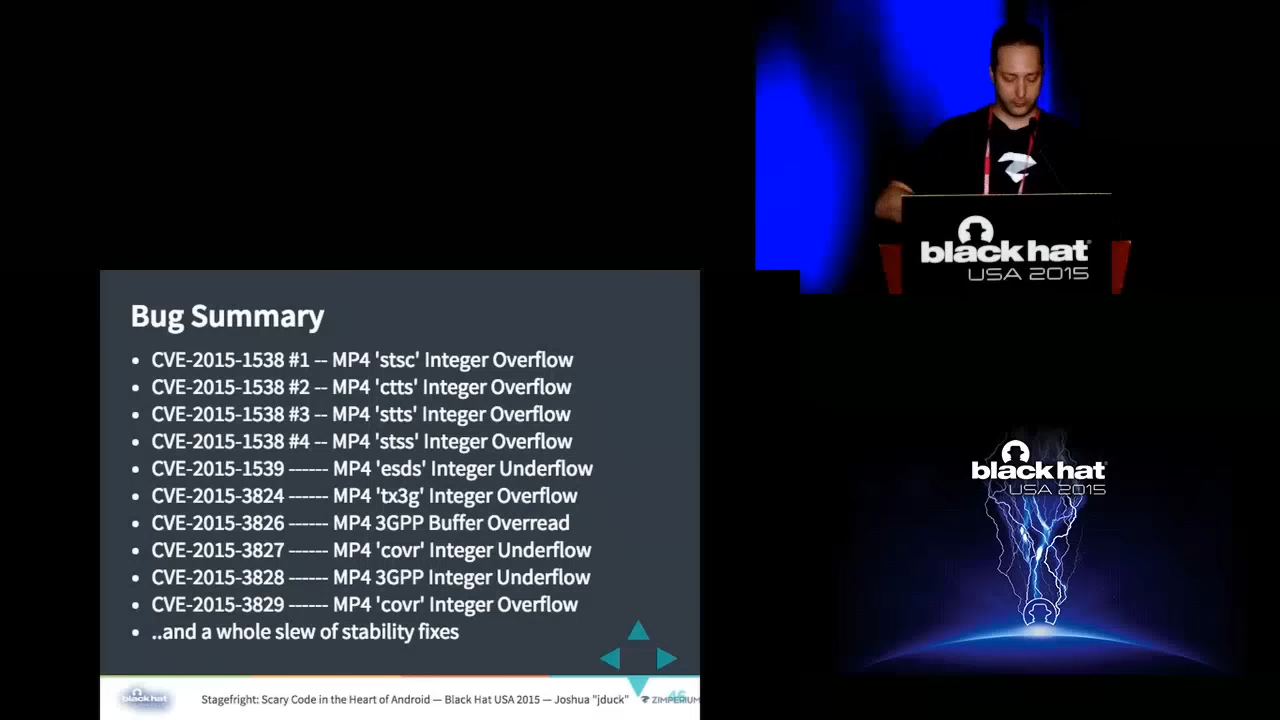 black hat
USA 2015
Bug Summary
• CVE-2015-1538 #1 -- MP4 'stsc' Integer Overflow
• CVE-2015-1538 #2 -- MP4 'ctts' Integer Overflow
• CVE-2015-1538 #3 -- MP4 'stts' Integer Overflow
• CVE-2015-1538 #4 -- MP4 'stss' Integer Overflow
• CVE-2015-1539 ------ MP4 'esds' Integer Underflow
• CVE-2015-3824 ------ MP4 'tx3g' Integer Overflow
• CVE-2015-3826 ------ MP4 3GPP Buffer Overread
• CVE-2015-3827 ------ MP4 'covr' Integer Underflow
• CVE-2015-3828 ------ MP4 3GPP Integer Underflow
• CVE-2015-3829 ------ MP4 'covr' Integer Overflow
• ..and a whole slew of stability fixes
black hat
Stagefright: Scary Code in the Heart of Android — Black Hat USA 2015 — Joshua "jduck"
46
ZIMPERIUM
black hat
USA 2015